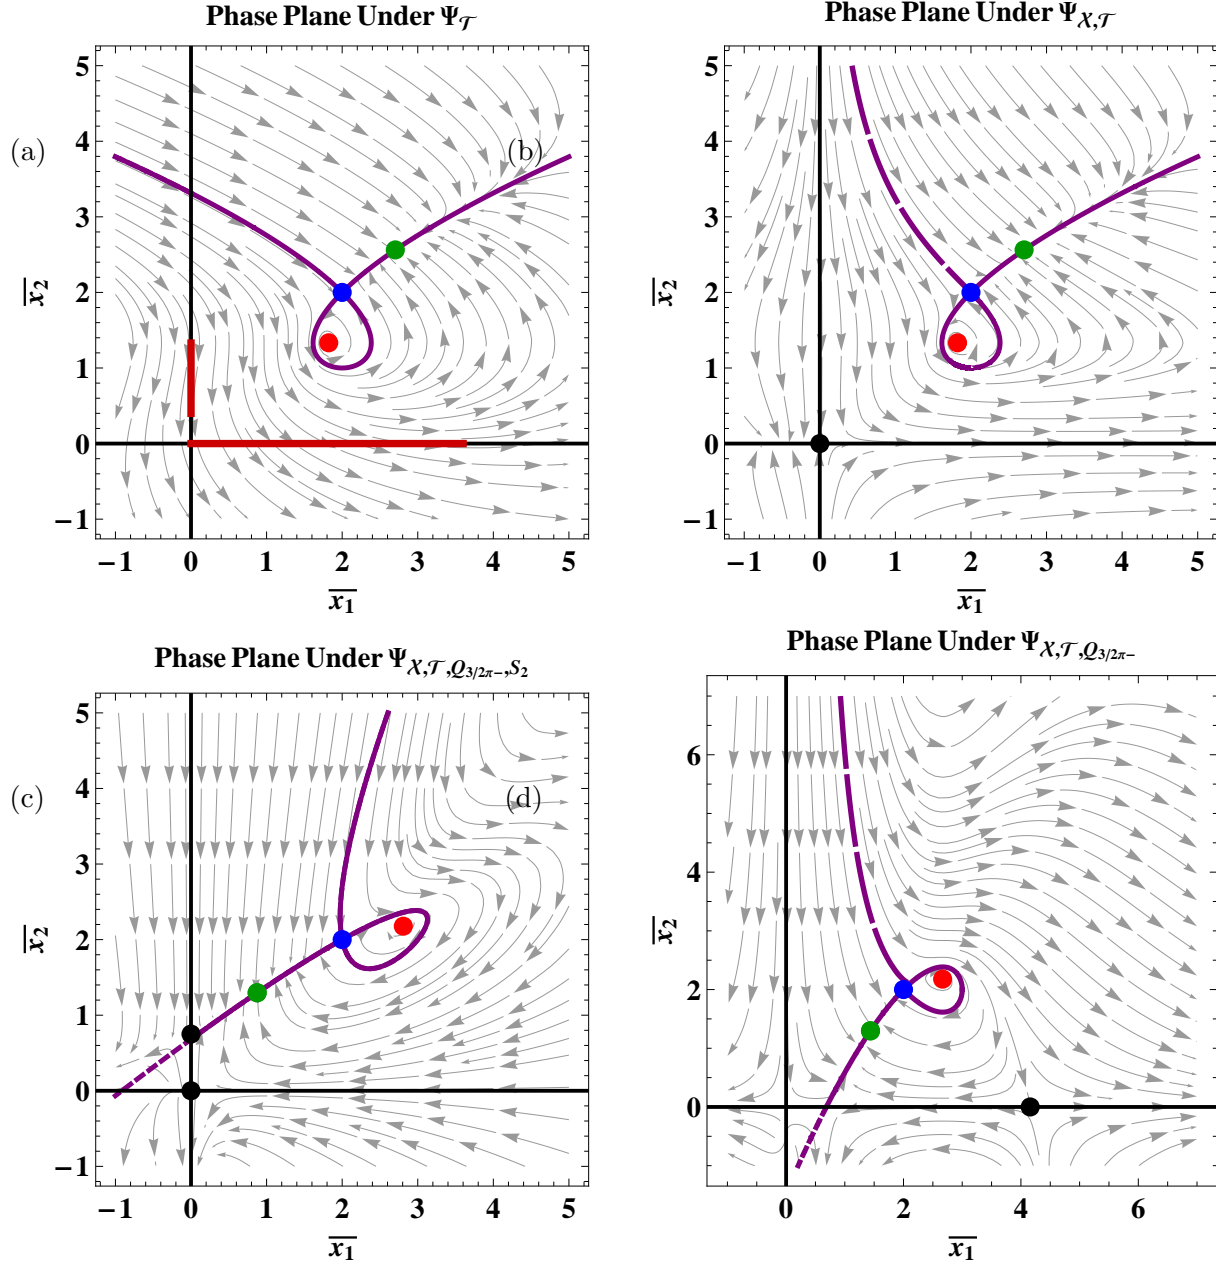 Phase Plane Under Ψ𝒯
Phase Plane Under Ψ𝒳,𝒯
(a)
(b)
5
4
3
2
1
0
−1
x̄₂
−1 0 1 2 3 4 5
x̄₁
5
4
3
2
1
0
−1
x̄₂
−1 0 1 2 3 4 5
x̄₁
Phase Plane Under Ψ𝒳,𝒯,Q3/2π−,S2
Phase Plane Under Ψ𝒳,𝒯,Q3/2π−
(c)
(d)
5
4
3
2
1
0
−1
x̄₂
−1 0 1 2 3 4 5
x̄₁
6
4
2
0
x̄₂
0 2 4 6
x̄₁